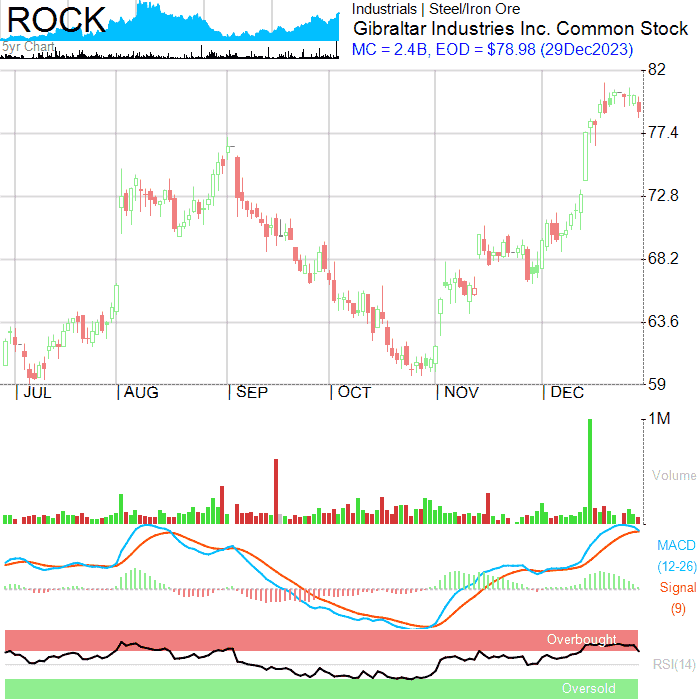 ROCK
5yr Chart
Industrials | Steel/Iron Ore
Gibraltar Industries Inc. Common Stock
MC = 2.4B, EOD = $78.98 (29Dec2023)
82
77.4
72.8
68.2
63.6
59
| JUL | AUG | SEP | OCT | NOV | DEC
1M
Volume
MACD
(12-26)
Signal
(9)
Overbought
RSI(14)
Oversold